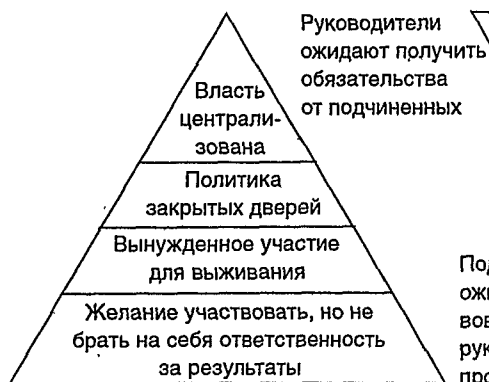 Руководители
ожидают получить
обязательства
от подчиненных
Власть
централи-
зована
Политика
закрытых дверей
Вынужденное участие
для выживания
Желание участвовать, но не
брать на себя ответственность
за результаты